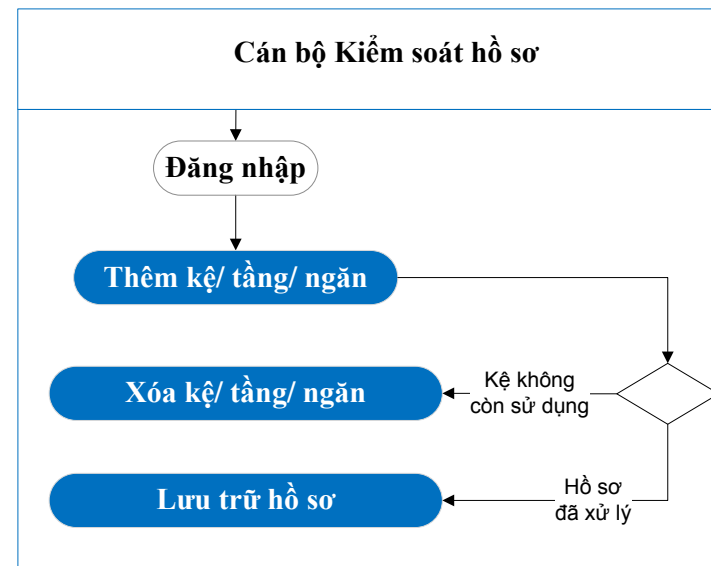 Cán bộ Kiểm soát hồ sơ
Đăng nhập
Thêm kệ/ tầng/ ngăn
Xóa kệ/ tầng/ ngăn
Kệ không
còn sử dụng
Lưu trữ hồ sơ
Hồ sơ
đã xử lý